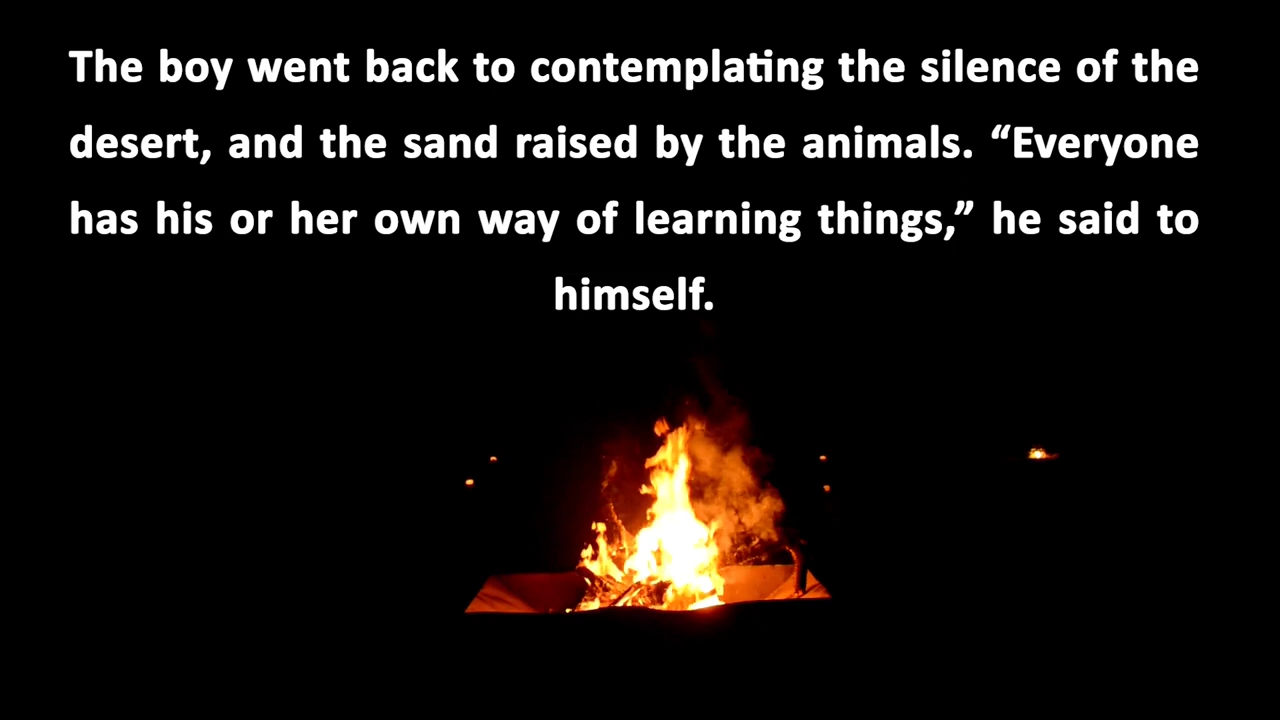 The boy went back to contemplating the silence of the
desert, and the sand raised by the animals. “Everyone
has his or her own way of learning things,” he said to
himself.